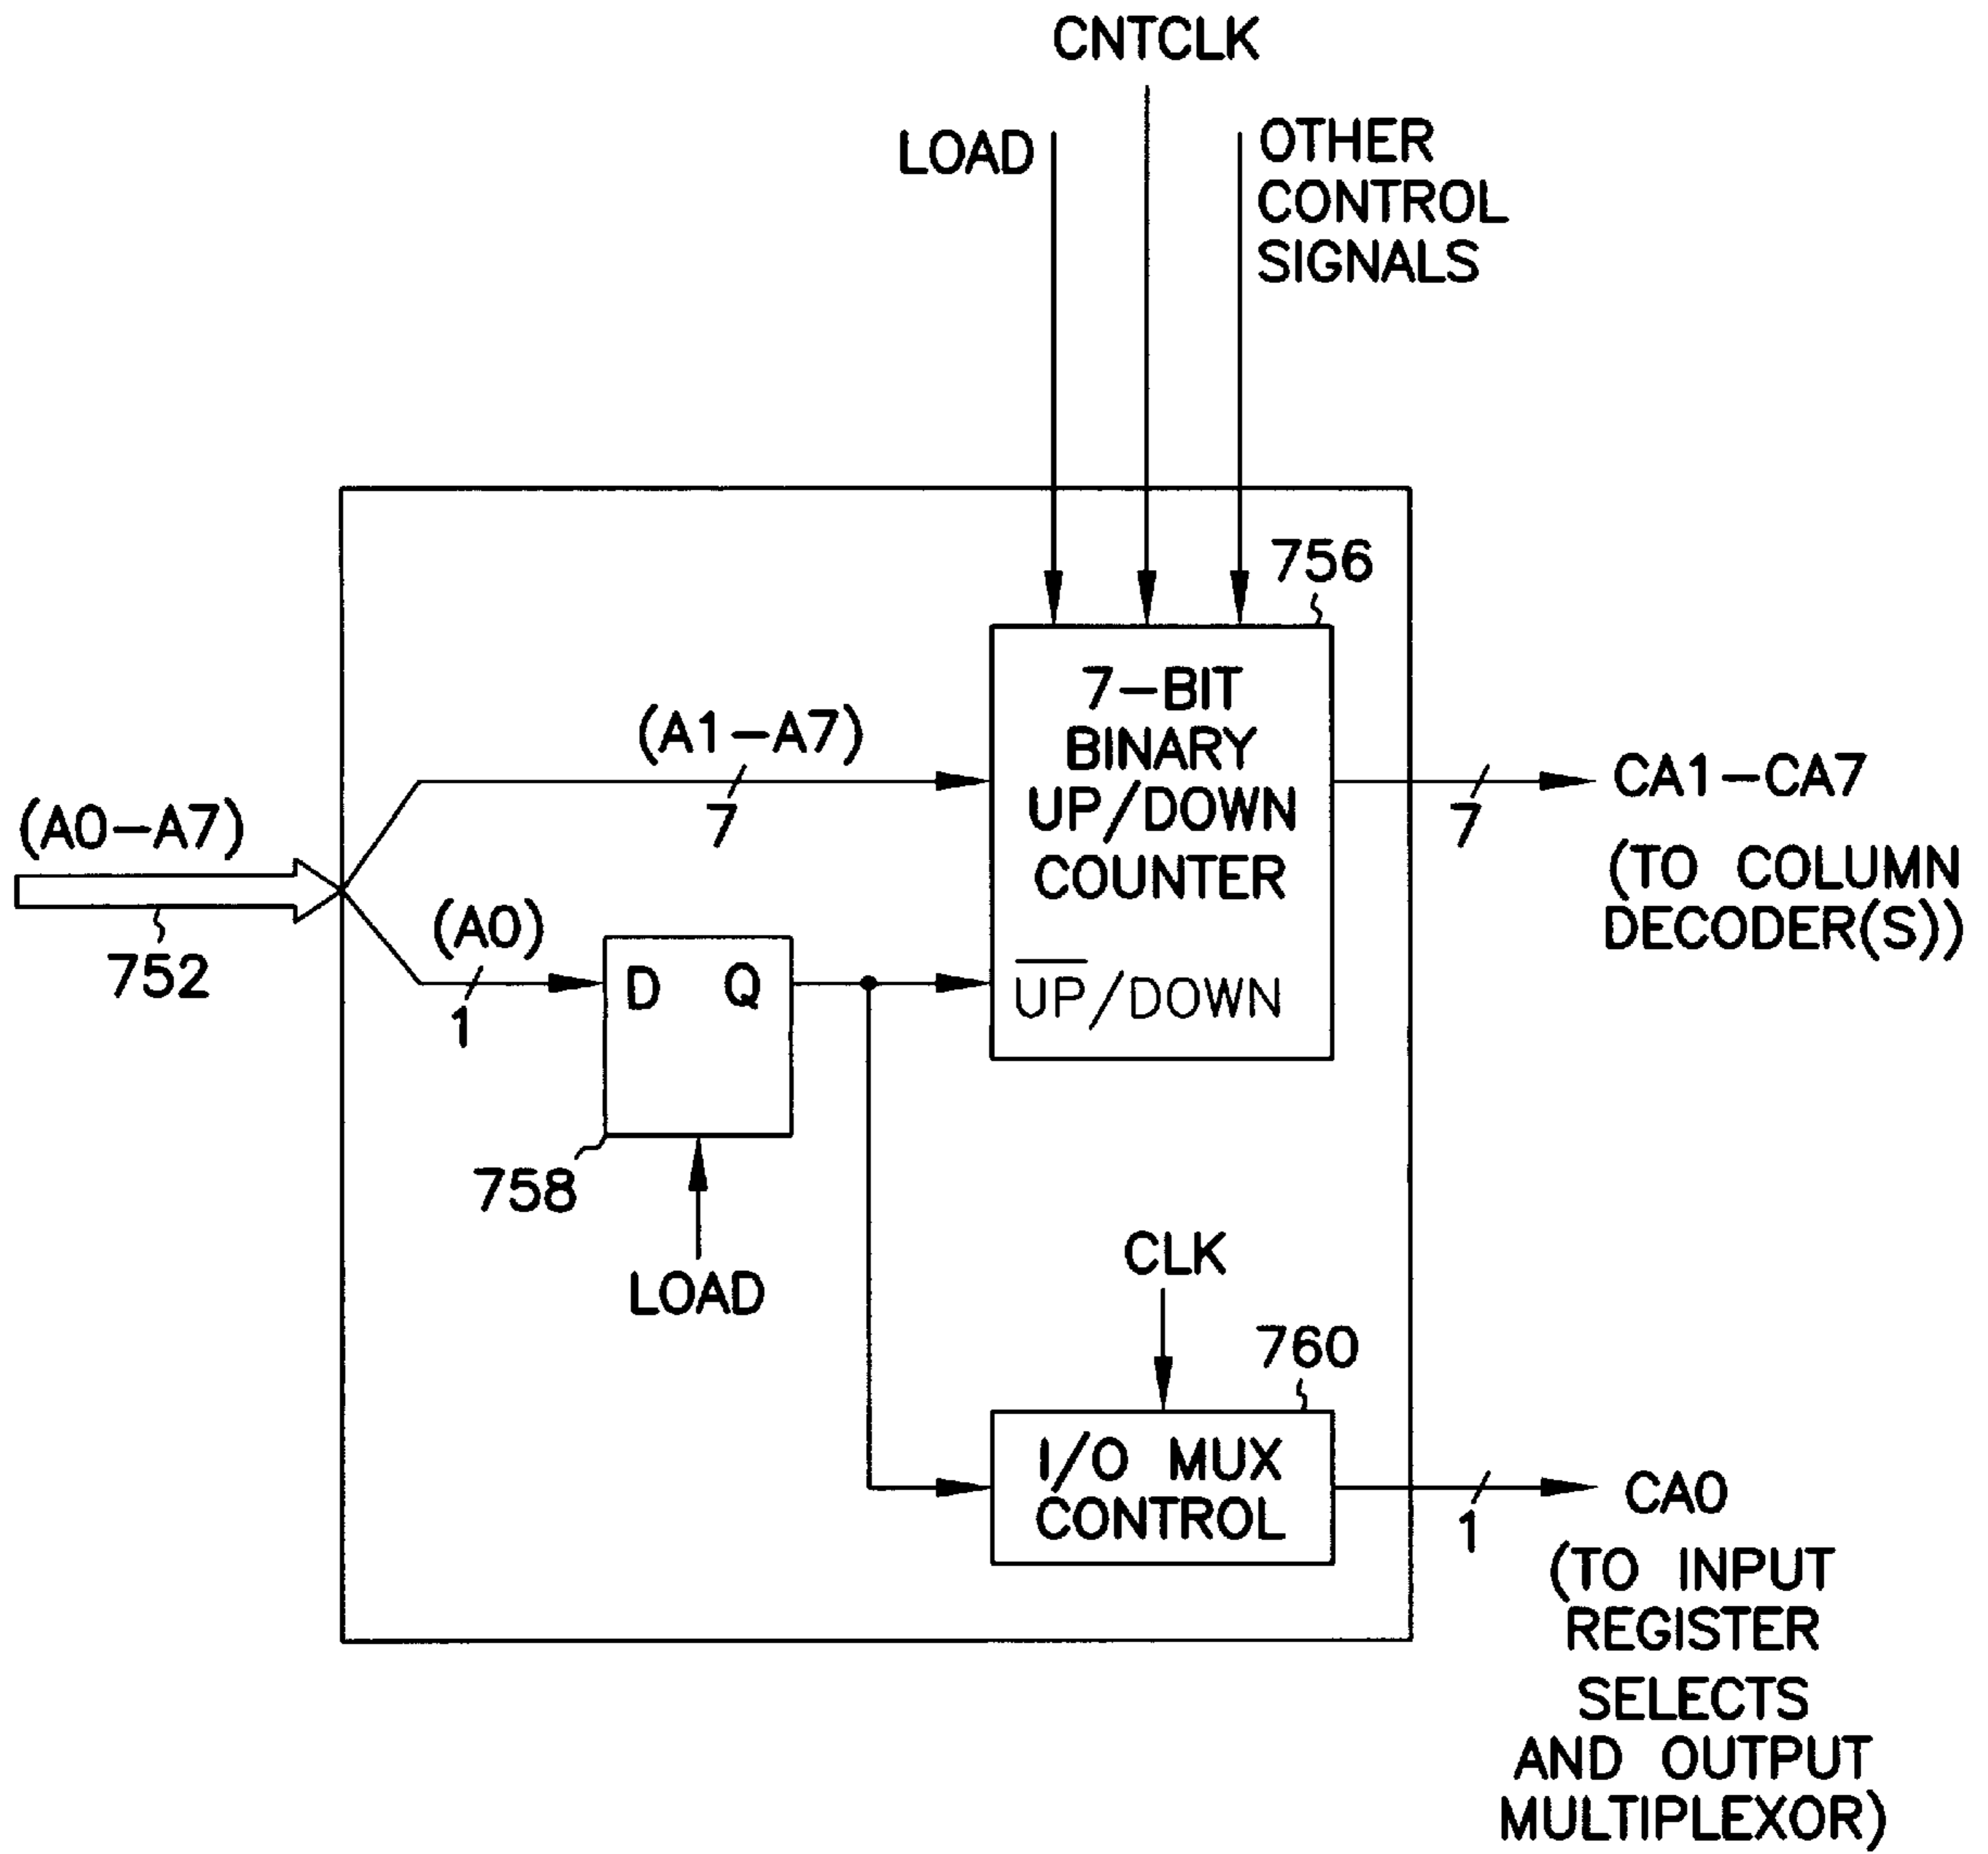 CNTCLK
LOAD
OTHER
CONTROL
SIGNALS
756
7-BIT
BINARY
UP/DOWN
COUNTER
U̅P̅/DOWN
(A1-A7)
7
(A0-A7)
752
(A0)
1
D Q
758
LOAD
7
CA1-CA7
(TO COLUMN
DECODER(S))
CLK
760
I/O MUX
CONTROL
1
CA0
(TO INPUT
REGISTER
SELECTS
AND OUTPUT
MULTIPLEXOR)